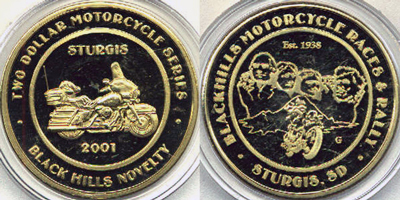 TWO DOLLAR MOTORCYCLE SERIES
STURGIS
2001
BLACK HILLS NOVELTY
BLACKHILLS MOTORCYCLE RACES & RALLY
Est. 1938
G
STURGIS, SD